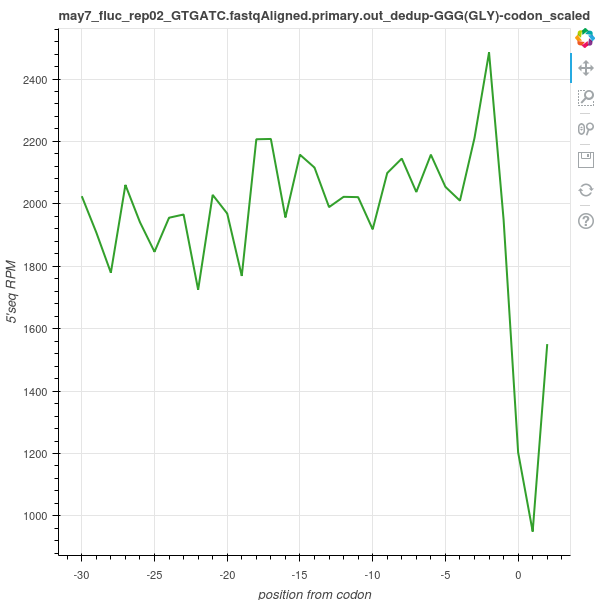 may7_fluc_rep02_GTGATC.fastqAligned.primary.out_dedup-GGG(GLY)-codon_scaled
2400
2200
2000
1800
1600
1400
1200
1000
5'seq RPM
-30 -25 -20 -15 -10 -5 0
position from codon